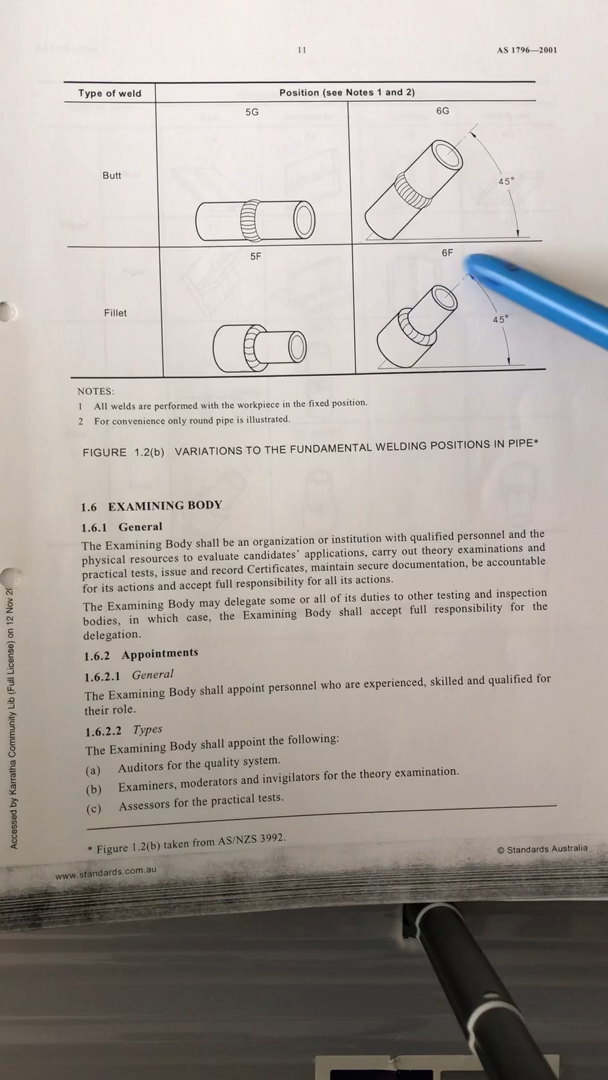 11
AS 1796—2001
Type of weld
Position (see Notes 1 and 2)
5G
6G
Butt
45°
5F
6F
Fillet
45°
NOTES:
1 All welds are performed with the workpiece in the fixed position.
2 For convenience only round pipe is illustrated.
FIGURE 1.2(b) VARIATIONS TO THE FUNDAMENTAL WELDING POSITIONS IN PIPE*
1.6 EXAMINING BODY
1.6.1 General
The Examining Body shall be an organization or institution with qualified personnel and the
physical resources to evaluate candidates' applications, carry out theory examinations and
practical tests, issue and record Certificates, maintain secure documentation, be accountable
for its actions and accept full responsibility for all its actions.
The Examining Body may delegate some or all of its duties to other testing and inspection
bodies, in which case, the Examining Body shall accept full responsibility for the
delegation.
1.6.2 Appointments
1.6.2.1 General
The Examining Body shall appoint personnel who are experienced, skilled and qualified for
their role.
1.6.2.2 Types
The Examining Body shall appoint the following:
(a) Auditors for the quality system.
(b) Examiners, moderators and invigilators for the theory examination.
(c) Assessors for the practical tests.
* Figure 1.2(b) taken from AS/NZS 3992.
www.standards.com.au
© Standards Australia
Accessed by Karratha Community Lib (Full License) on 12 Nov